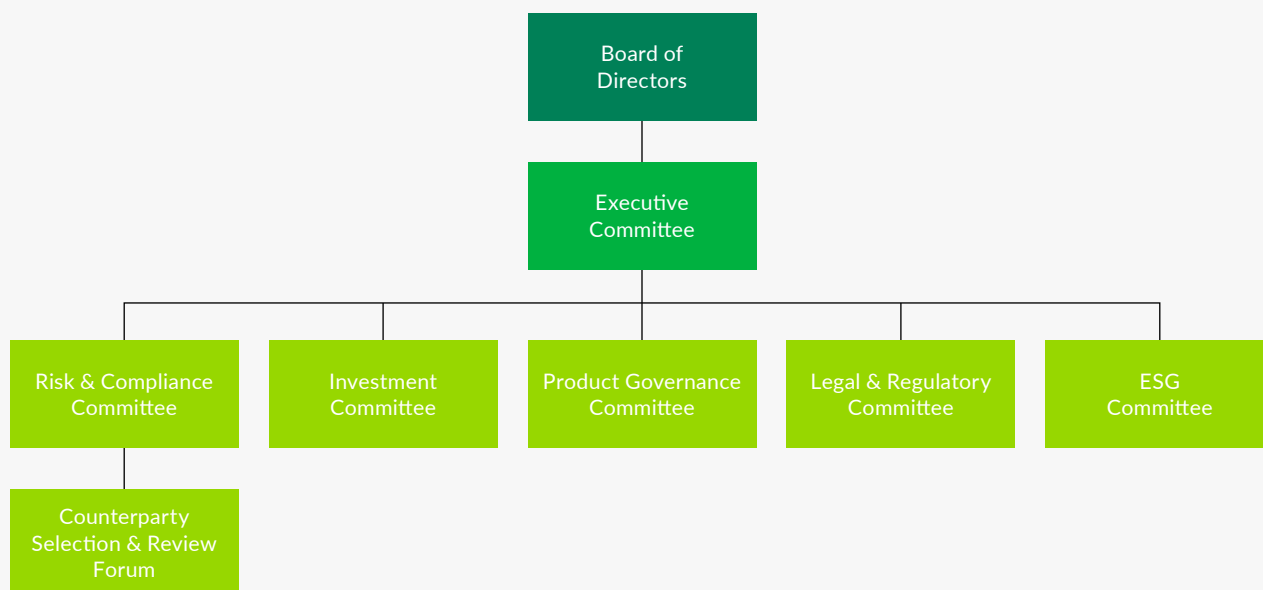 Board of
Directors
Executive
Committee
Risk & Compliance
Committee
Investment
Committee
Product Governance
Committee
Legal & Regulatory
Committee
ESG
Committee
Counterparty
Selection & Review
Forum